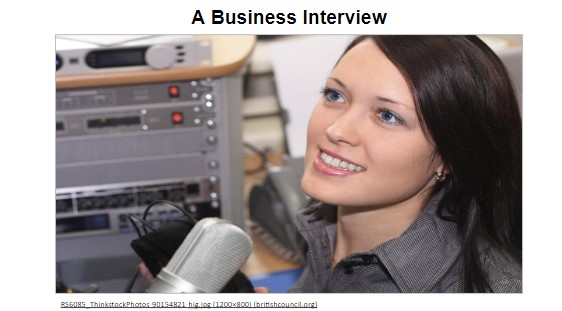 A Business Interview
RS6085_ThinkstockPhotos-90154821-hig.jpg (1200×800) (britishcouncil.org)